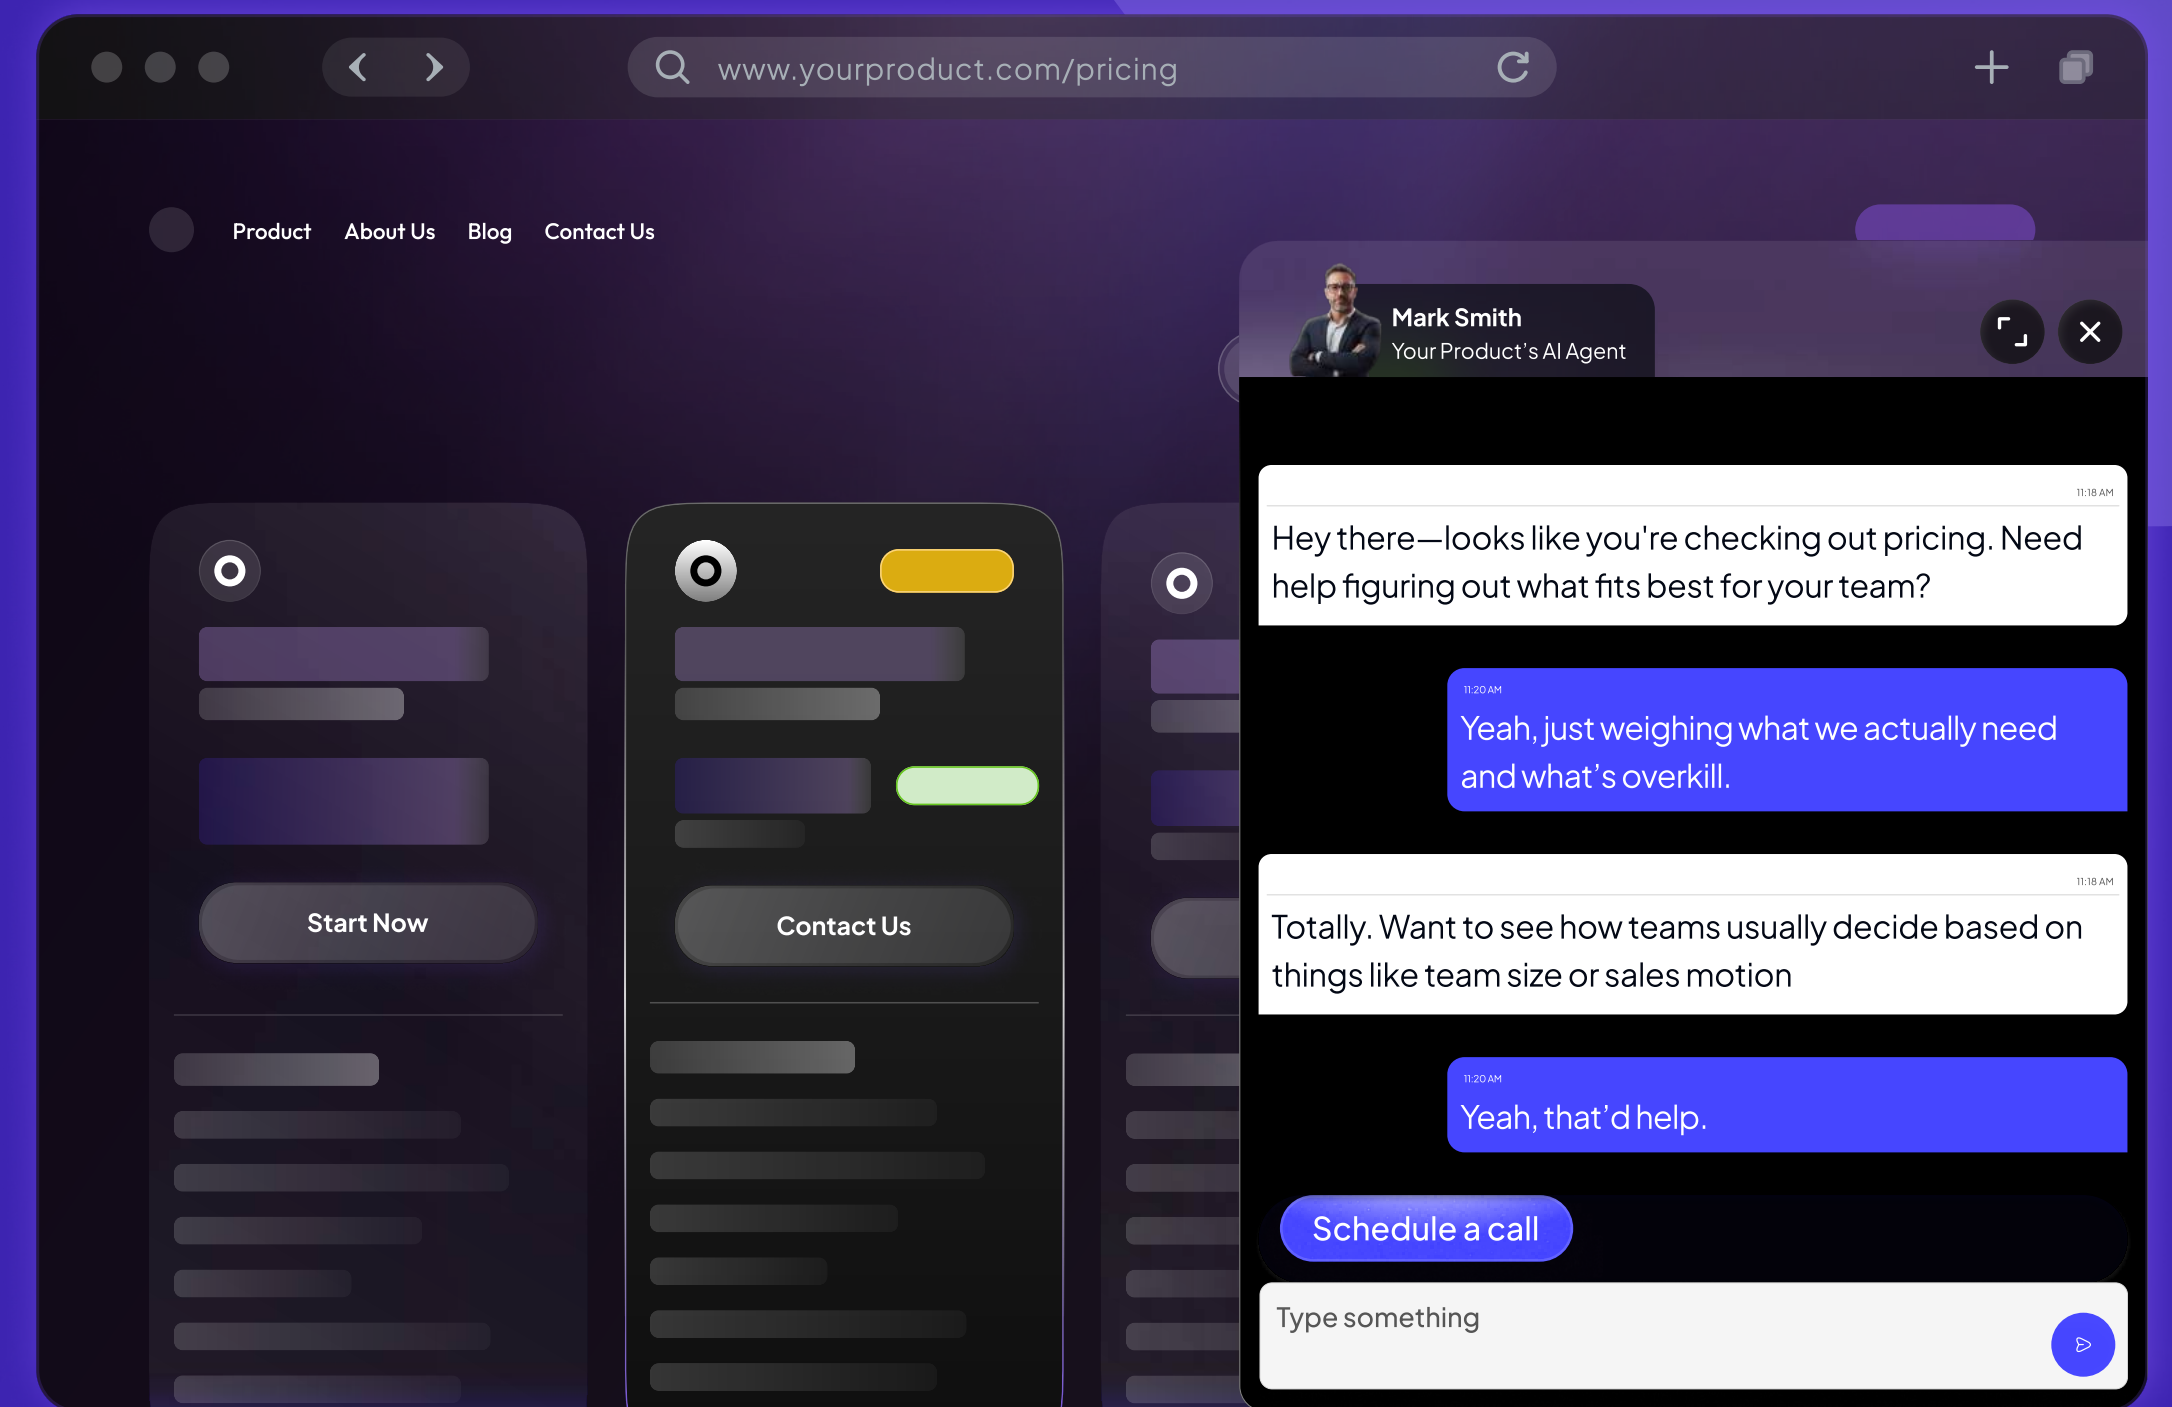 www.yourproduct.com/pricing
Product About Us Blog Contact Us
Mark Smith
Your Product’s AI Agent
11:18 AM
Hey there—looks like you're checking out pricing. Need
help figuring out what fits best for your team?
11:20 AM
Yeah, just weighing what we actually need
and what’s overkill.
11:18 AM
Totally. Want to see how teams usually decide based on
things like team size or sales motion
11:20 AM
Yeah, that’d help.
Schedule a call
Type something
Start Now
Contact Us